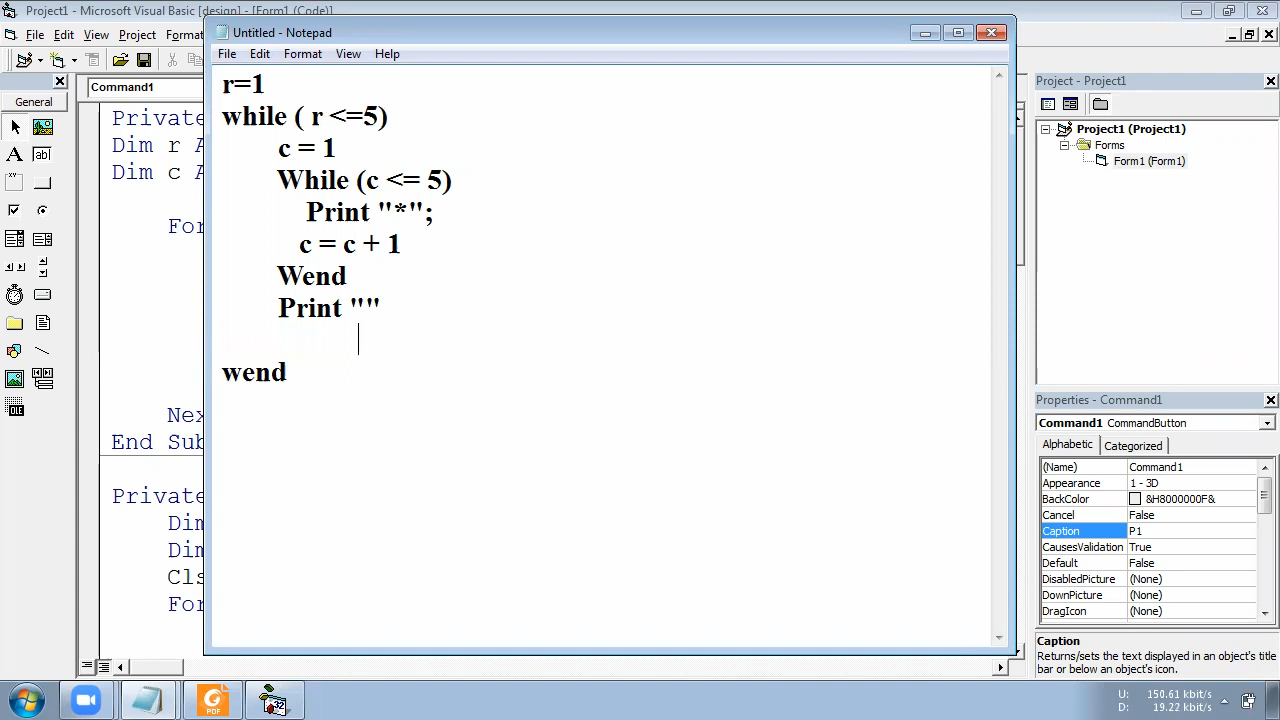 Project1 - Microsoft Visual Basic [design] - [Form1 (Code)]
Untitled - Notepad
File Edit View Project Format
File Edit Format View Help
General
Command1
Private
Dim r A
Dim c A
For
Nex
End Sub
Private
Dim
Dim
Cls
For
r=1
while ( r <=5)
c = 1
While (c <= 5)
Print "*";
c = c + 1
Wend
Print ""
wend
Project - Project1
Project1 (Project1)
Forms
Form1 (Form1)
Properties - Command1
Command1 CommandButton
Alphabetic Categorized
(Name) Command1
Appearance 1 - 3D
BackColor &H8000000F&
Cancel False
Caption P1
CausesValidation True
Default False
DisabledPicture (None)
DownPicture (None)
DragIcon (None)
Caption
Returns/sets the text displayed in an object's title
bar or below an object's icon.
U: 150.61 kbit/s
D: 19.22 kbit/s